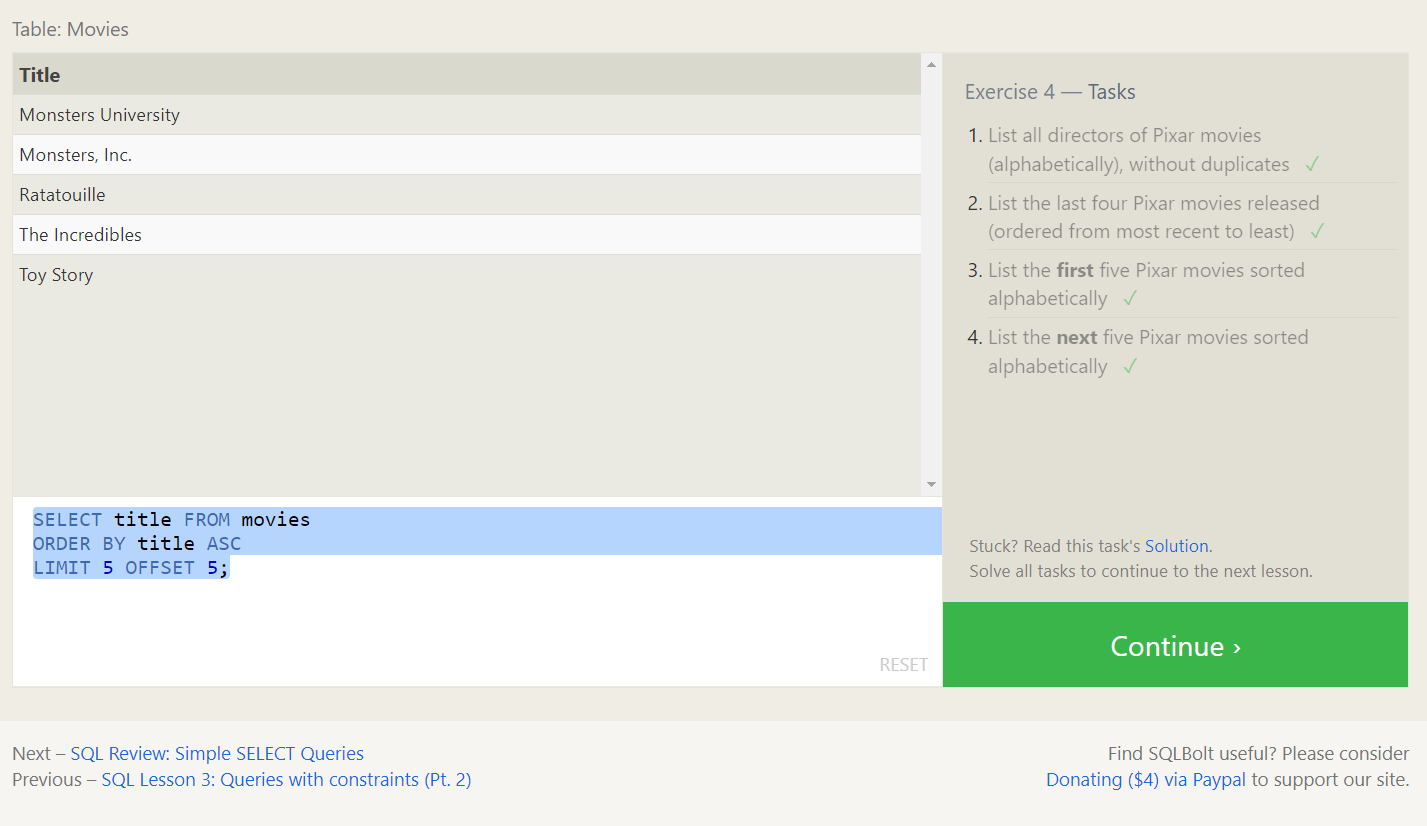 Table: Movies
Title
Monsters University
Monsters, Inc.
Ratatouille
The Incredibles
Toy Story
SELECT title FROM movies
ORDER BY title ASC
LIMIT 5 OFFSET 5;
RESET
Exercise 4 — Tasks
1. List all directors of Pixar movies
(alphabetically), without duplicates ✓
2. List the last four Pixar movies released
(ordered from most recent to least) ✓
3. List the first five Pixar movies sorted
alphabetically ✓
4. List the next five Pixar movies sorted
alphabetically ✓
Stuck? Read this task's Solution.
Solve all tasks to continue to the next lesson.
Continue ›
Next – SQL Review: Simple SELECT Queries
Previous – SQL Lesson 3: Queries with constraints (Pt. 2)
Find SQLBolt useful? Please consider
Donating ($4) via Paypal to support our site.